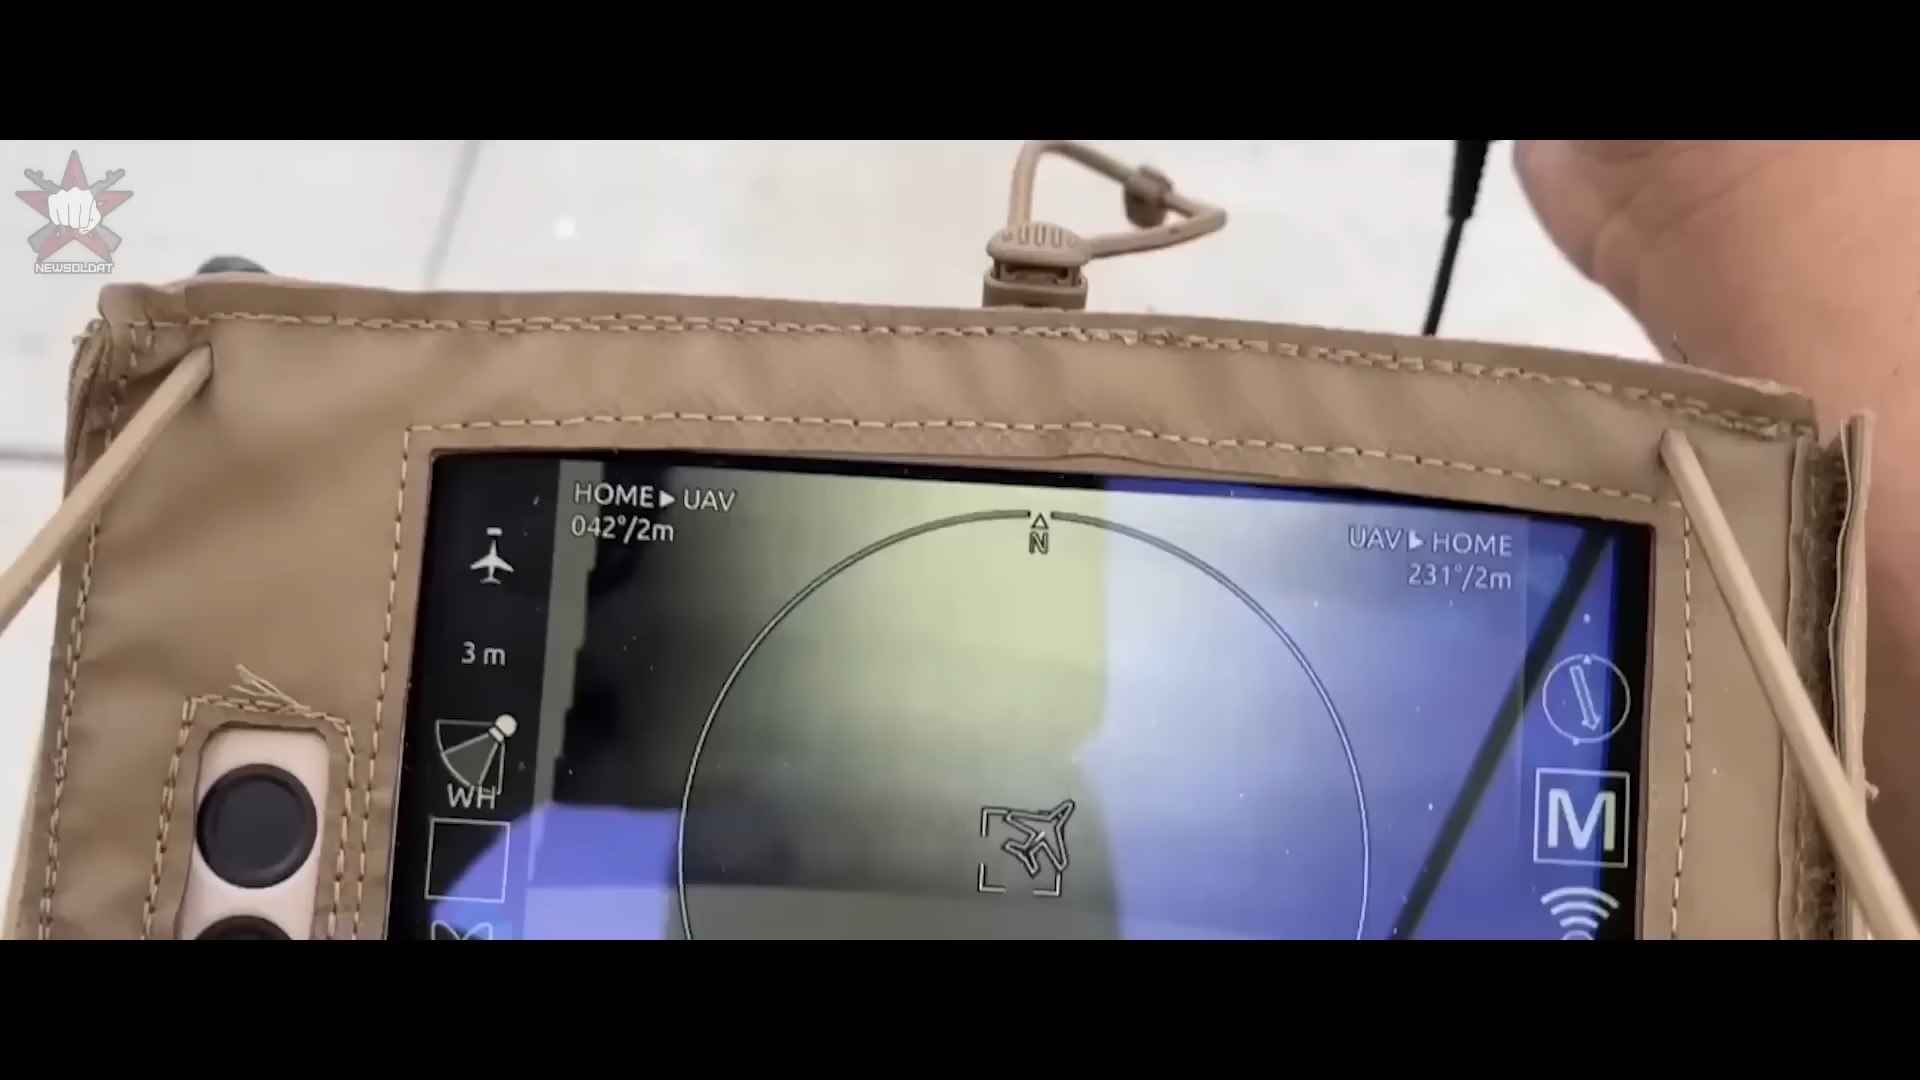 NEWSOLDAT
HOME▶UAV
042°/2m
N
UAV▶HOME
231°/2m
3 m
WH
M